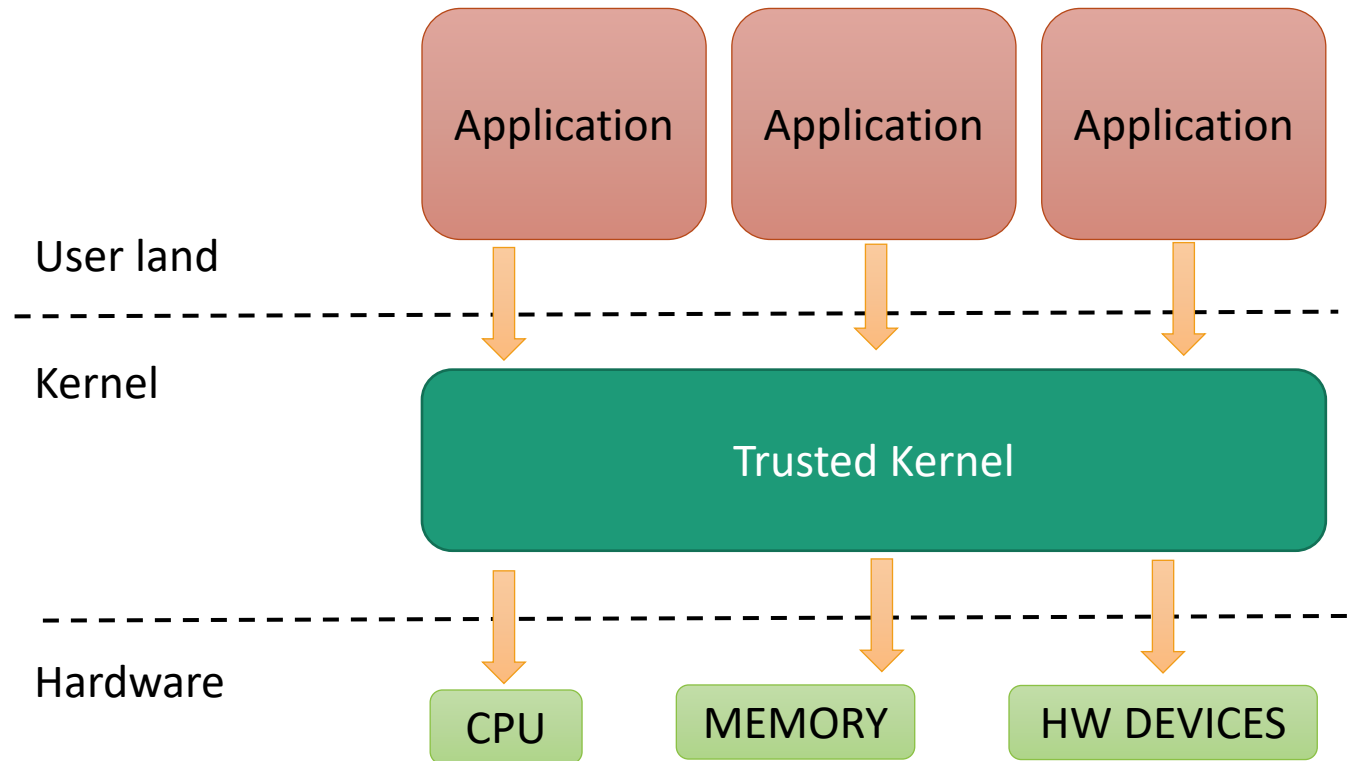 Application
Application
Application
User land
Kernel
Trusted Kernel
Hardware
CPU
MEMORY
HW DEVICES